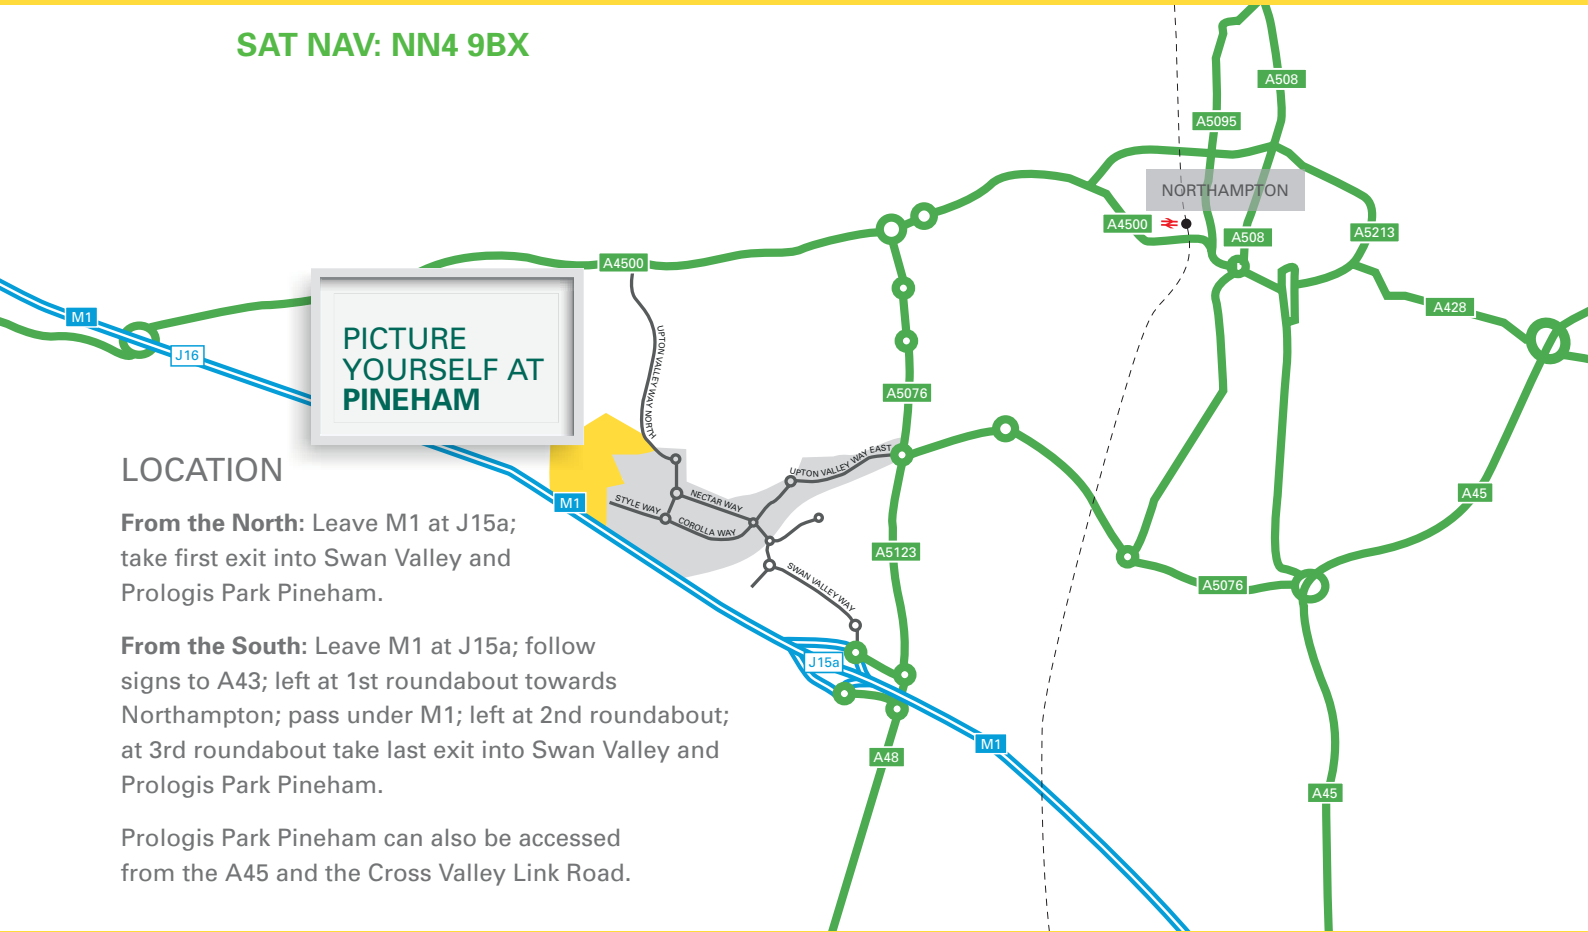 SAT NAV: NN4 9BX
A508
A5095
NORTHAMPTON
A4500
A508
A5213
A4500
M1
J16
A428
PICTURE
YOURSELF AT
PINEHAM
UPTON VALLEY WAY NORTH
A5076
UPTON VALLEY WAY EAST
M1
STYLE WAY
NECTAR WAY
COROLLA WAY
A45
A5123
SWAN VALLEY WAY
A5076
J15a
M1
A48
A45
LOCATION
From the North: Leave M1 at J15a;
take first exit into Swan Valley and
Prologis Park Pineham.
From the South: Leave M1 at J15a; follow
signs to A43; left at 1st roundabout towards
Northampton; pass under M1; left at 2nd roundabout;
at 3rd roundabout take last exit into Swan Valley and
Prologis Park Pineham.
Prologis Park Pineham can also be accessed
from the A45 and the Cross Valley Link Road.